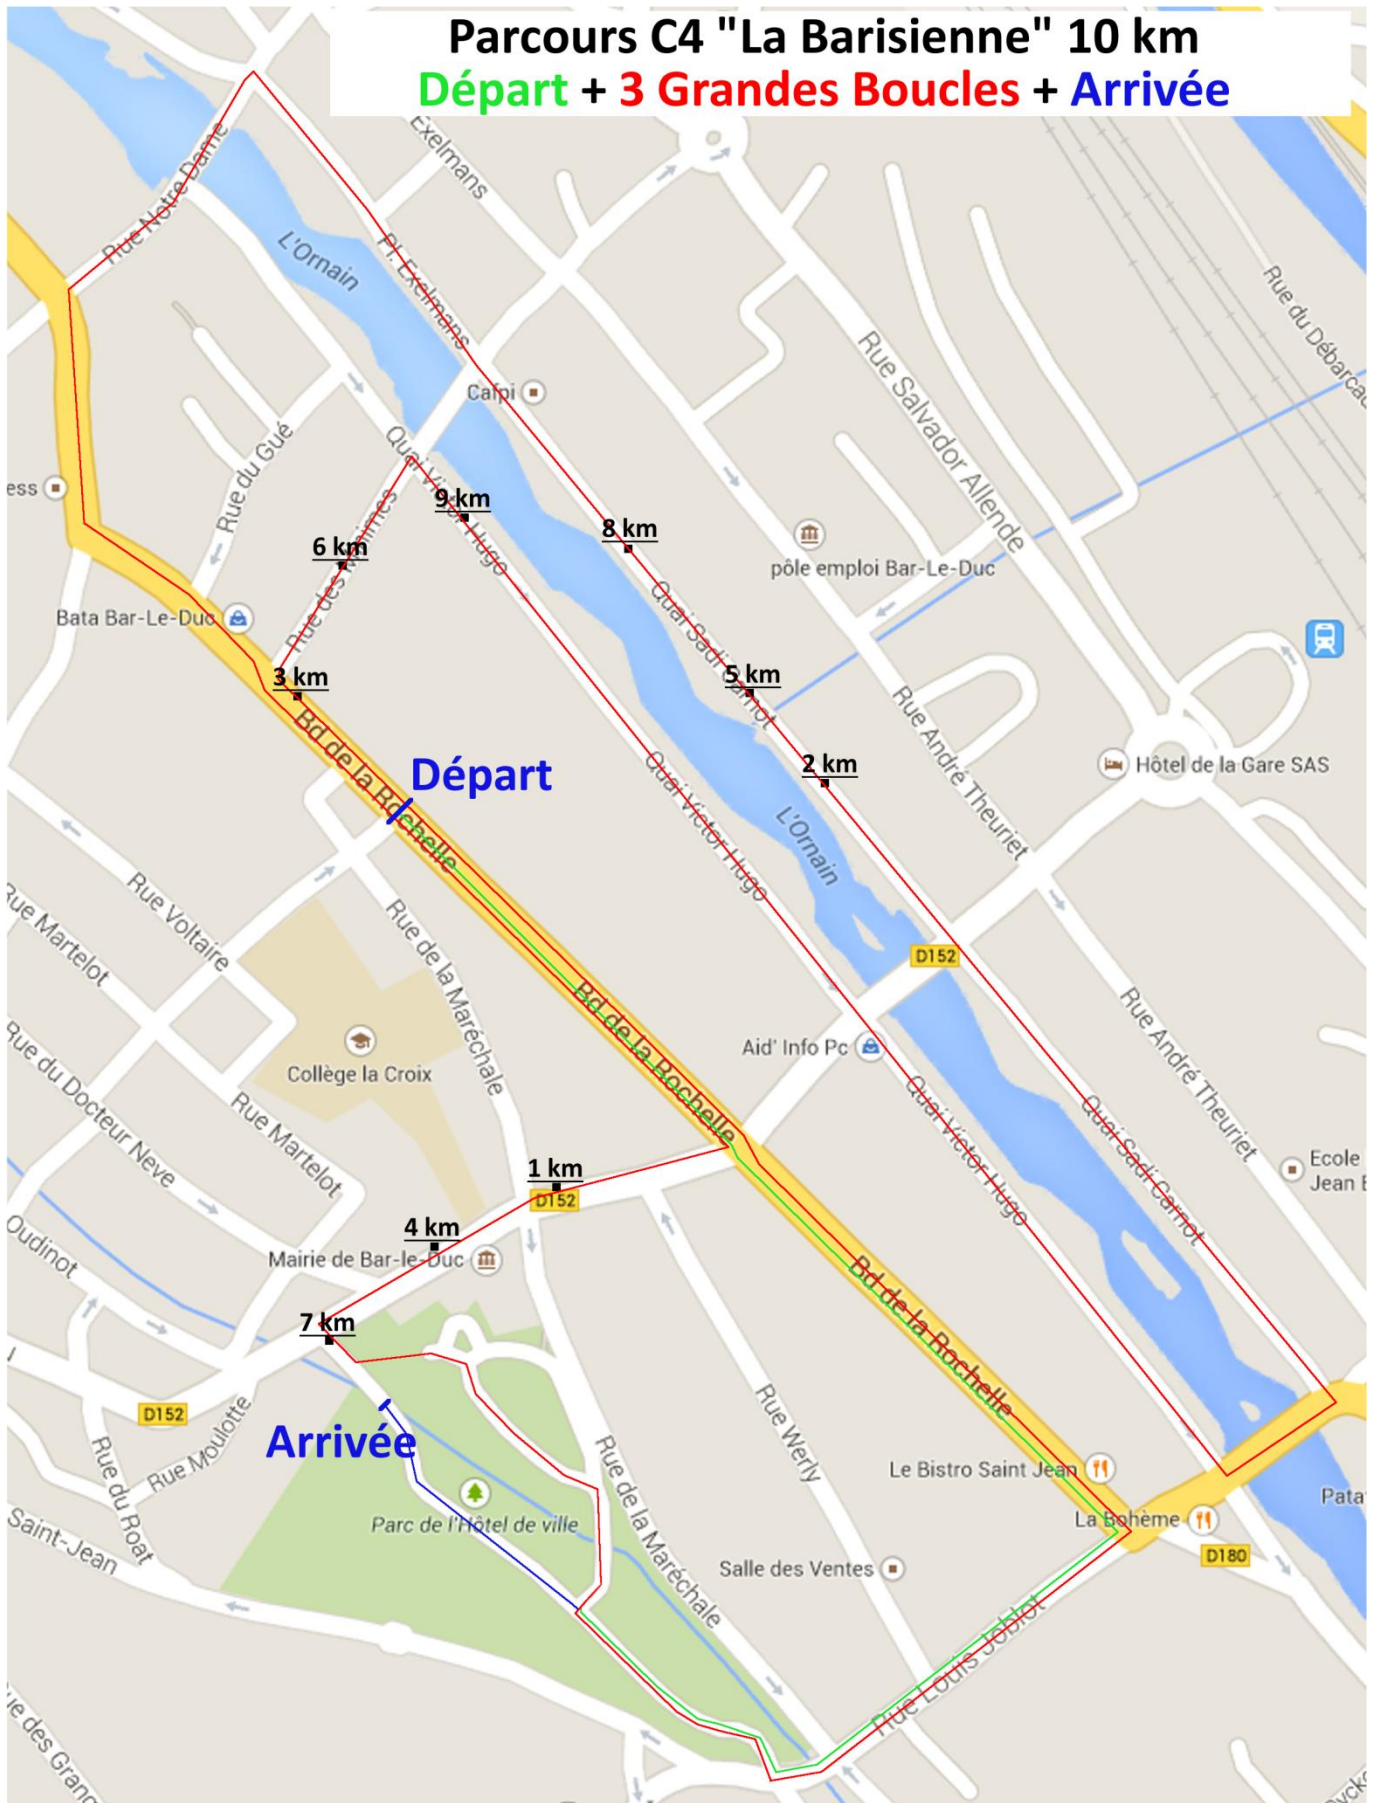 Parcours C4 "La Barisienne" 10 km
Départ + 3 Grandes Boucles + Arrivée
Exelmans
Rue Notre Dame
L'Ornain
Pl. Exelmans
Rue du Débarca
Rue Salvador Allende
Cafpi
Quai Victor Hugo
Rue du Gué
ess
9 km
8 km
6 km
Rue des Minimes
pôle emploi Bar-Le-Duc
Bata Bar-Le-Duc
Quai Sadi Carnot
3 km
5 km
Bd de la Rochelle
Départ
2 km
Rue André Theuriet
Hôtel de la Gare SAS
Quai Victor Hugo
L'Ornain
Rue Voltaire
Rue Martelot
Rue de la Maréchale
D152
Bd de la Rochelle
Rue André Theuriet
Aid' Info Pc
Collège la Croix
Rue du Docteur Neve
Rue Martelot
Quai Victor Hugo
Quai Sadi Carnot
Ecole
Jean
1 km
D152
4 km
Oudinot
Mairie de Bar-le-Duc
Bd de la Rochelle
7 km
D152
Rue Moulotte
Arrivée
Rue du Roat
Rue Werly
Rue de la Maréchale
Le Bistro Saint Jean
La Bohème
Pata
Parc de l'Hôtel de ville
Saint-Jean
D180
Salle des Ventes
Rue Louis Joblot
ue des Gran